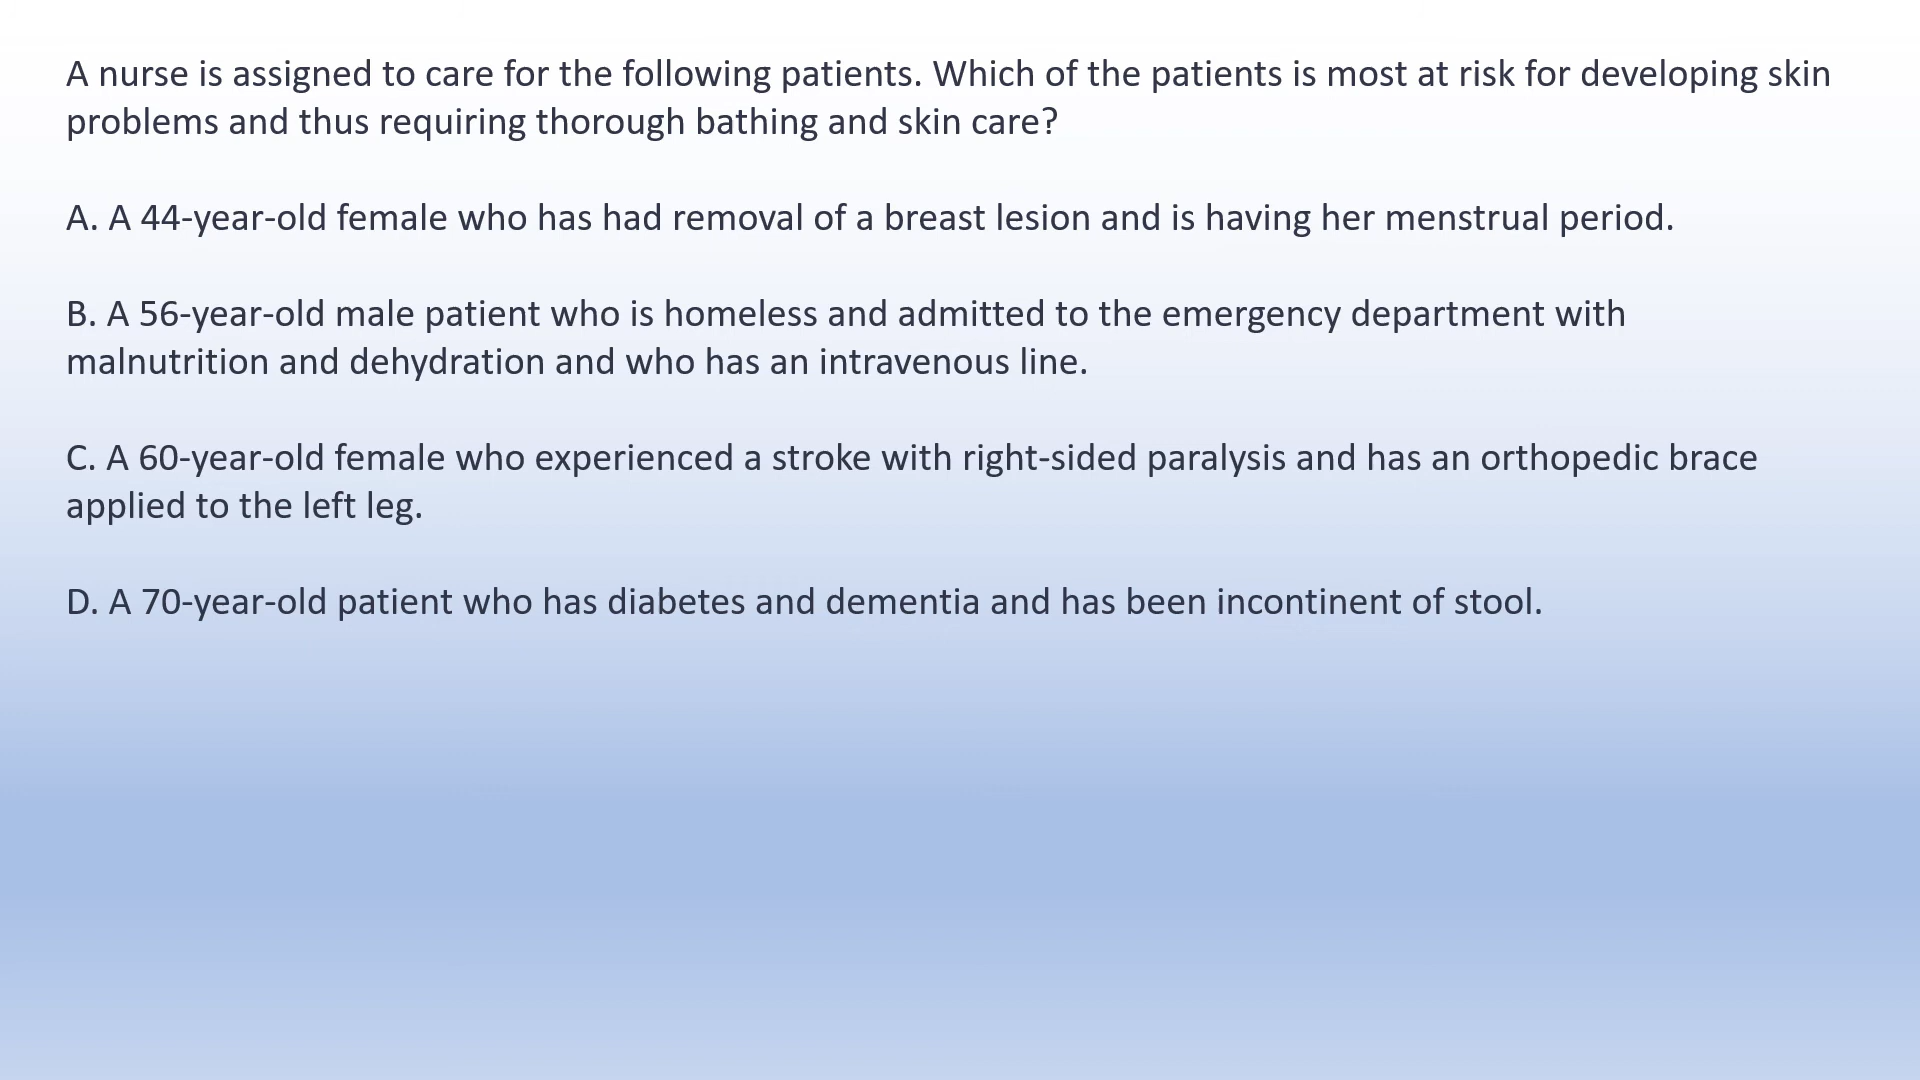 A nurse is assigned to care for the following patients. Which of the patients is most at risk for developing skin
problems and thus requiring thorough bathing and skin care?
A. A 44-year-old female who has had removal of a breast lesion and is having her menstrual period.
B. A 56-year-old male patient who is homeless and admitted to the emergency department with
malnutrition and dehydration and who has an intravenous line.
C. A 60-year-old female who experienced a stroke with right-sided paralysis and has an orthopedic brace
applied to the left leg.
D. A 70-year-old patient who has diabetes and dementia and has been incontinent of stool.